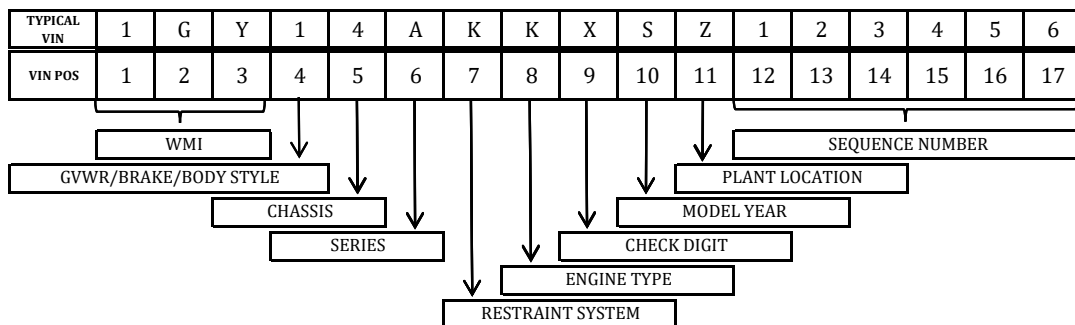 TYPICAL VIN 1 G Y 1 4 A K K X S Z 1 2 3 4 5 6
VIN POS 1 2 3 4 5 6 7 8 9 10 11 12 13 14 15 16 17
WMI SEQUENCE NUMBER
GVWR/BRAKE/BODY STYLE PLANT LOCATION
CHASSIS MODEL YEAR
SERIES CHECK DIGIT
ENGINE TYPE
RESTRAINT SYSTEM